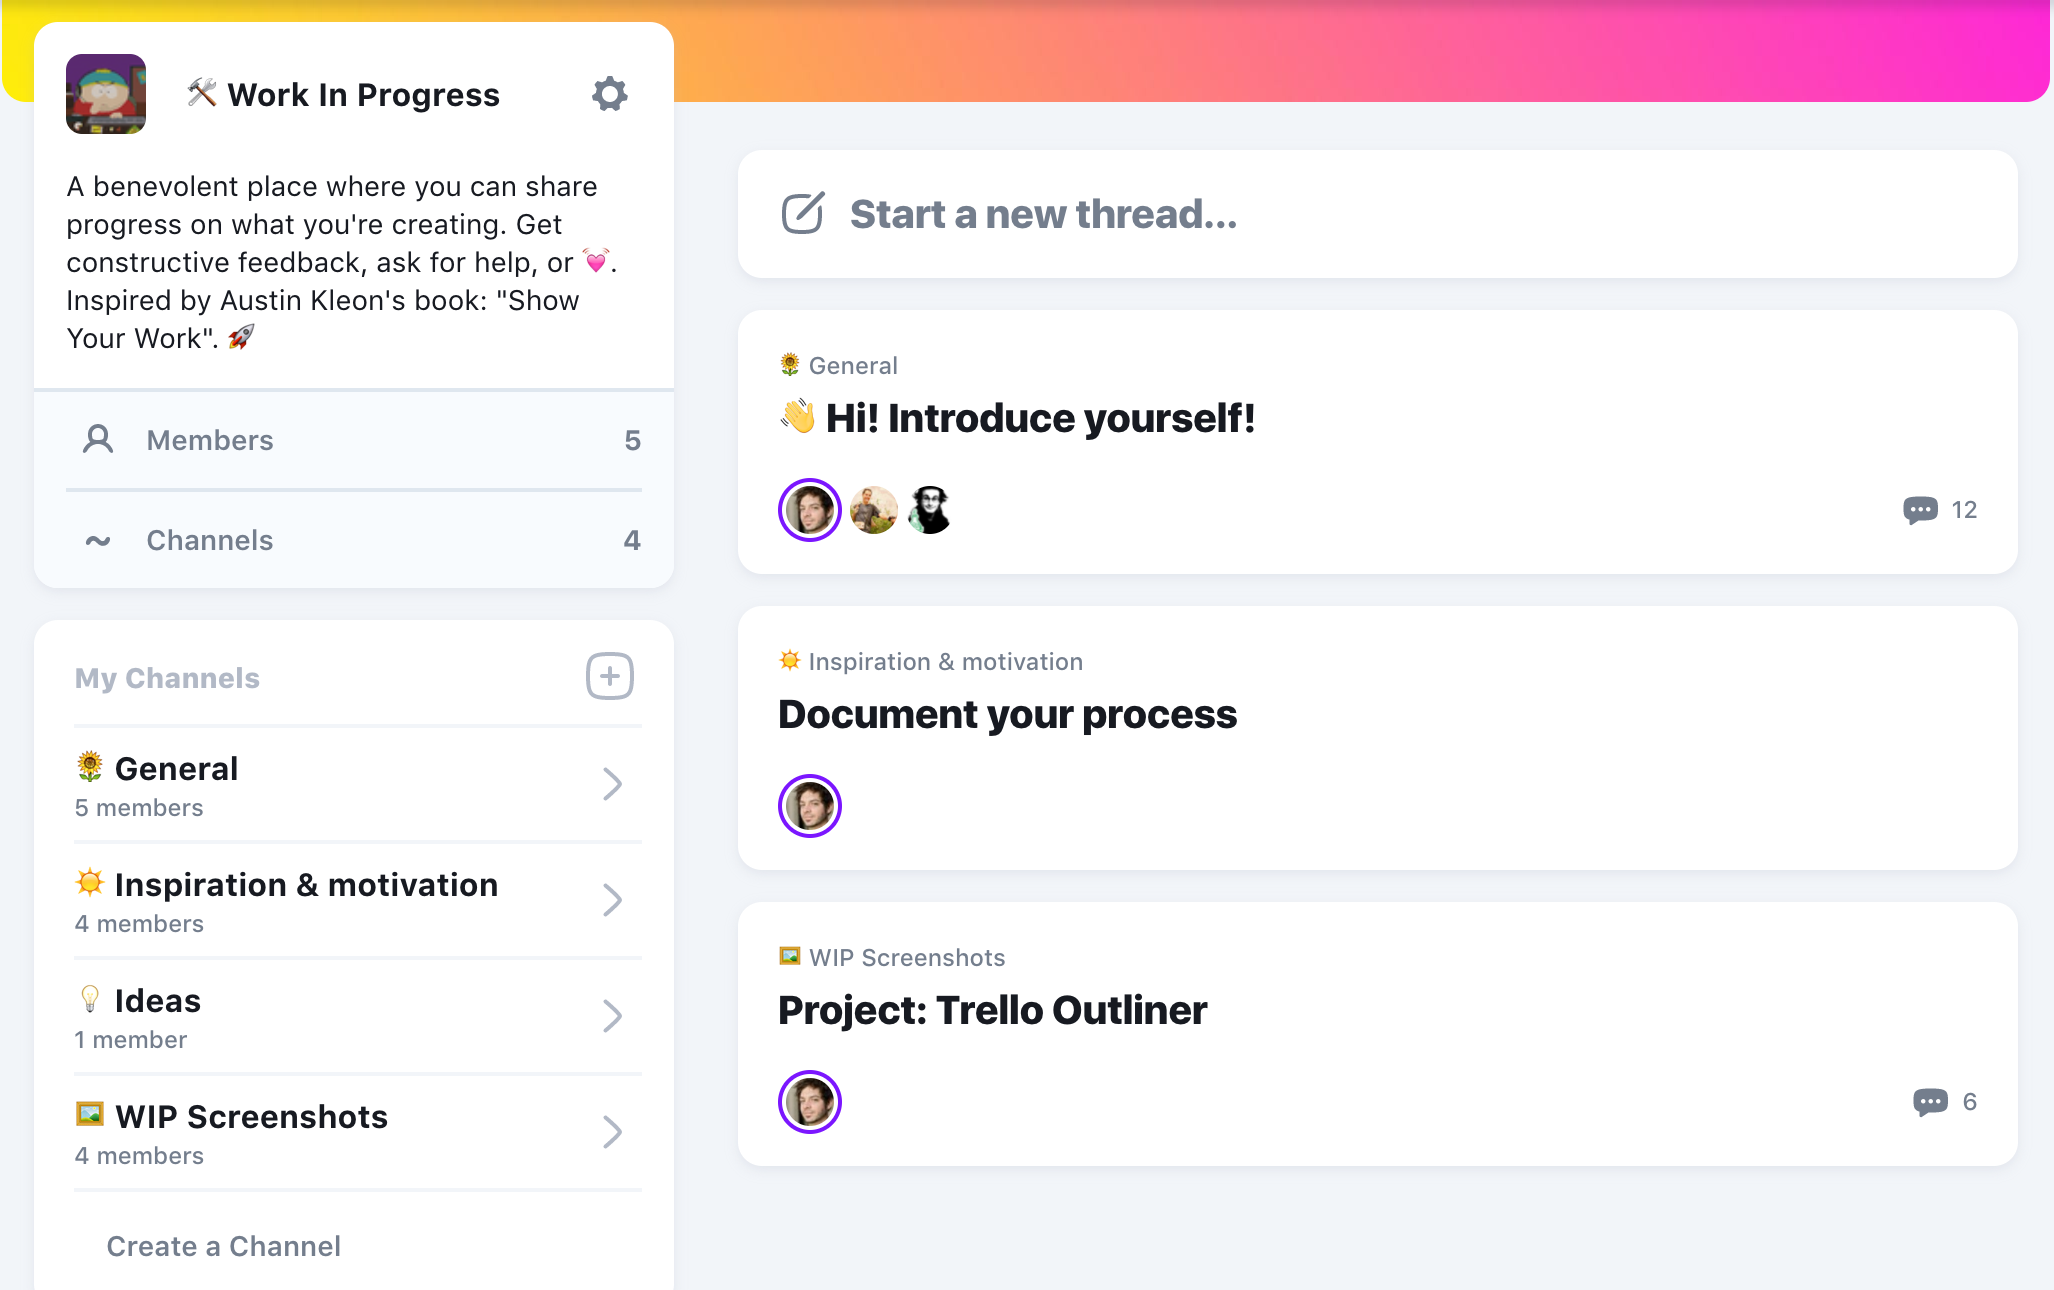 🛠 Work In Progress
A benevolent place where you can share
progress on what you're creating. Get
constructive feedback, ask for help, or 💓.
Inspired by Austin Kleon's book: "Show
Your Work". 🚀
Members 5
Channels 4
My Channels
🌻 General
5 members
☀️ Inspiration & motivation
4 members
💡 Ideas
1 member
🖼 WIP Screenshots
4 members
Create a Channel
Start a new thread...
🌻 General
👋 Hi! Introduce yourself!
12
☀️ Inspiration & motivation
Document your process
🖼 WIP Screenshots
Project: Trello Outliner
6